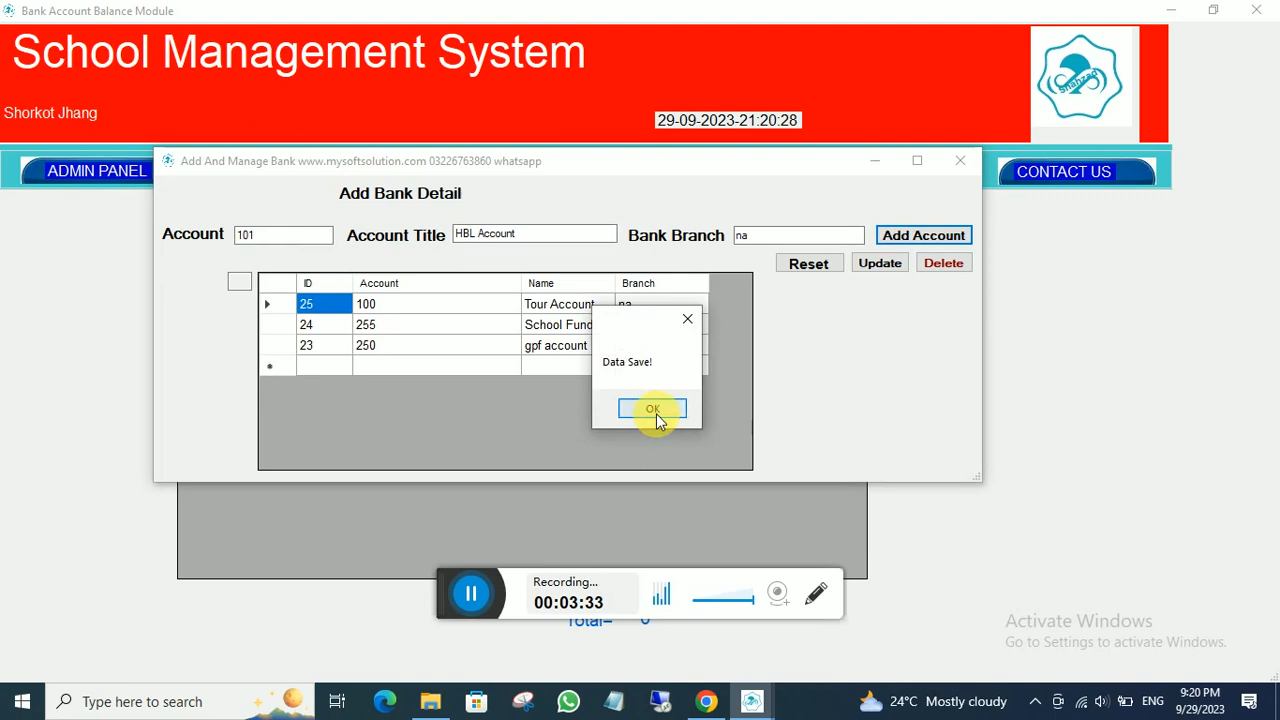 Bank Account Balance Module
School Management System
Shahzad
Shorkot Jhang
29-09-2023-21:20:28
ADMIN PANEL
Add And Manage Bank www.mysoftsolution.com 03226763860 whatsapp
CONTACT US
Add Bank Detail
Account 101 Account Title HBL Account Bank Branch na Add Account
Reset Update Delete
ID Account Name Branch
25 100 Tour Account na
24 255 School Fund
23 250 gpf account
*
Data Save!
OK
Recording...
00:03:33
Total= 0
Activate Windows
Go to Settings to activate Windows.
Type here to search
24°C Mostly cloudy
ENG
9:20 PM
9/29/2023